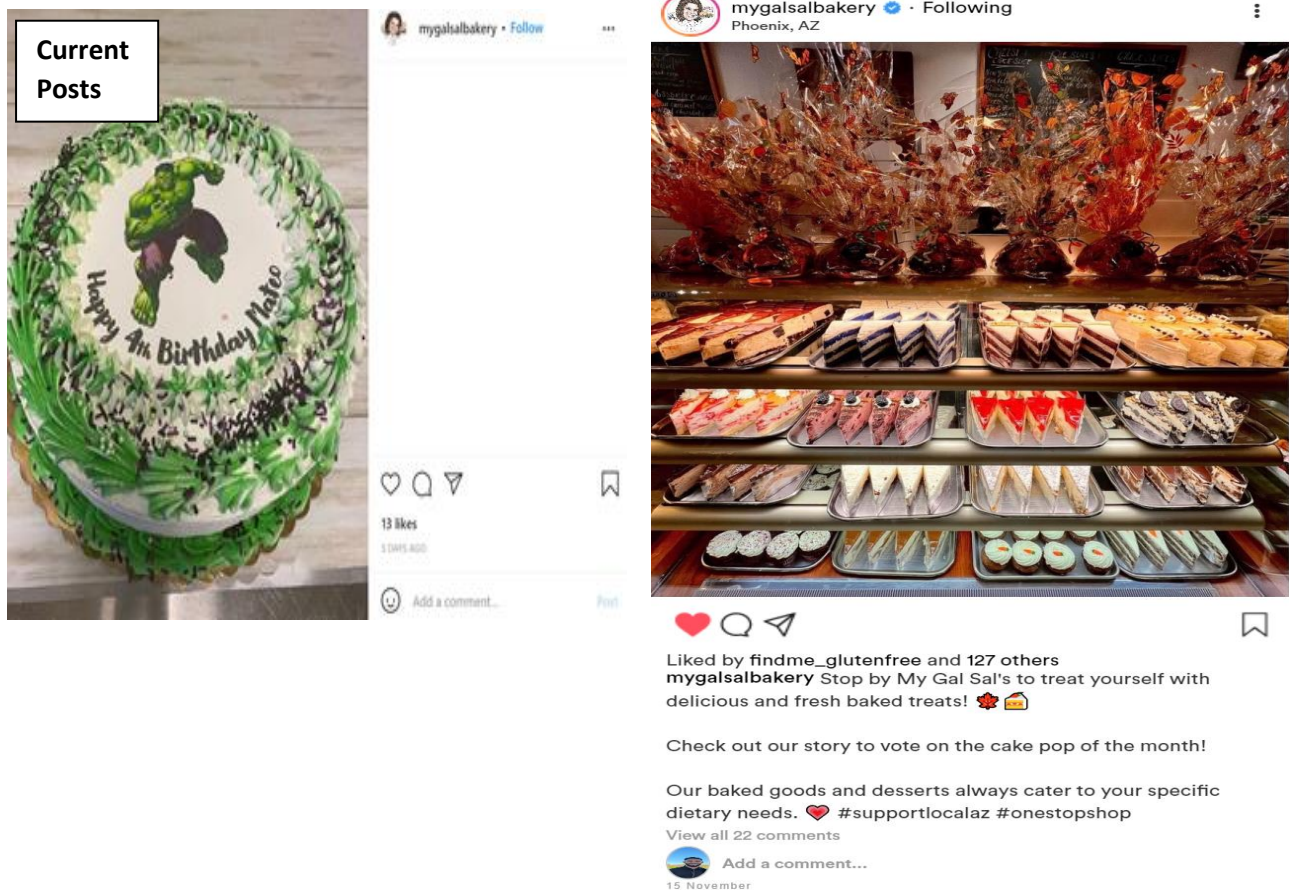 Current
Posts
Happy 4th Birthday Mateo
mygalsalbakery • Follow
13 likes
3 DAYS AGO
Add a comment...
Post
mygalsalbakery · Following
Phoenix, AZ
Liked by findme_glutenfree and 127 others
mygalsalbakery Stop by My Gal Sal's to treat yourself with
delicious and fresh baked treats! 🍁 🍰
Check out our story to vote on the cake pop of the month!
Our baked goods and desserts always cater to your specific
dietary needs. 💗 #supportlocalaz #onestopshop
View all 22 comments
Add a comment...
15 November